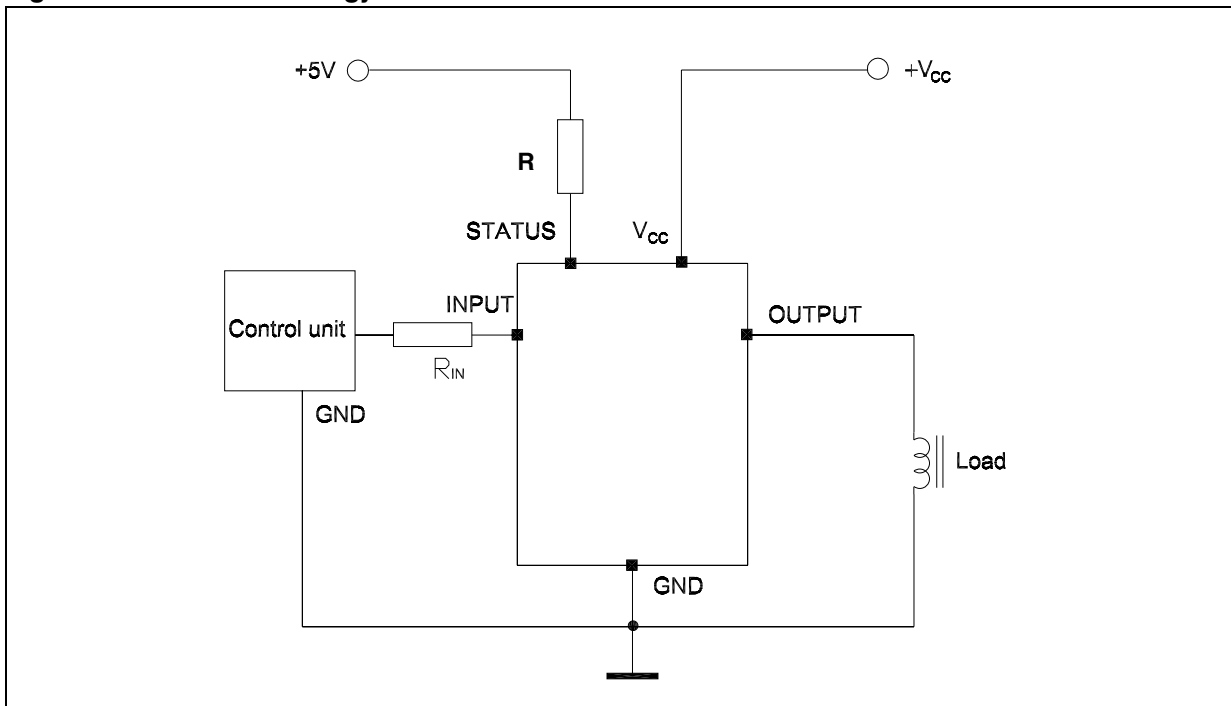 +5V
+VCC
R
STATUS
VCC
INPUT
OUTPUT
Control unit
RIN
GND
Load
GND